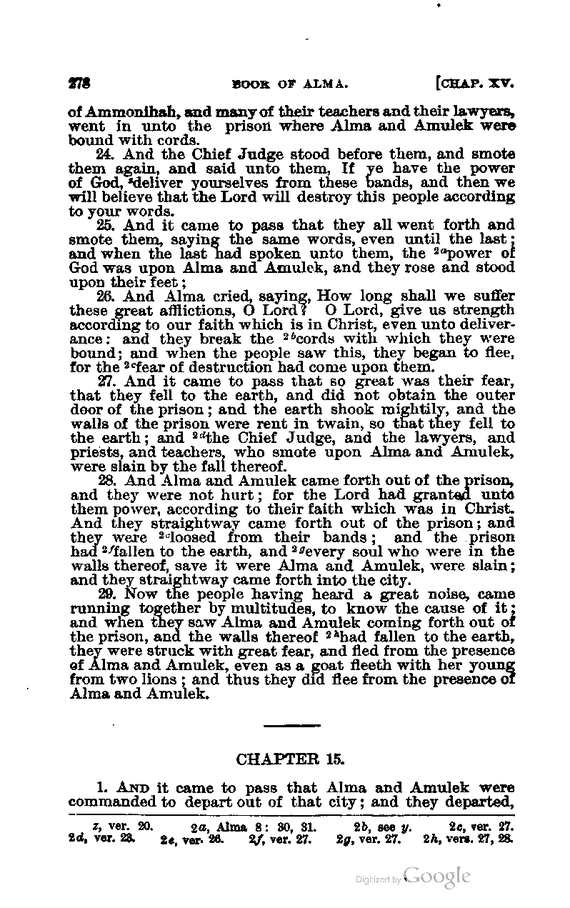 278 BOOK OF ALMA. [CHAP. XV.
of Ammonihah, and many of their teachers and their lawyers,
went in unto the prison where Alma and Amulek were
bound with cords.
24. And the Chief Judge stood before them, and smote
them again, and said unto them, If ye have the power
of God, ᶻdeliver yourselves from these bands, and then we
will believe that the Lord will destroy this people according
to your words.
25. And it came to pass that they all went forth and
smote them, saying the same words, even until the last;
and when the last had spoken unto them, the ²ᵃpower of
God was upon Alma and Amulek, and they rose and stood
upon their feet;
26. And Alma cried, saying, How long shall we suffer
these great afflictions, O Lord? O Lord, give us strength
according to our faith which is in Christ, even unto deliver-
ance: and they break the ²ᵇcords with which they were
bound; and when the people saw this, they began to flee,
for the ²ᶜfear of destruction had come upon them.
27. And it came to pass that so great was their fear,
that they fell to the earth, and did not obtain the outer
door of the prison; and the earth shook mightily, and the
walls of the prison were rent in twain, so that they fell to
the earth; and ²ᵈthe Chief Judge, and the lawyers, and
priests, and teachers, who smote upon Alma and Amulek,
were slain by the fall thereof.
28. And Alma and Amulek came forth out of the prison,
and they were not hurt; for the Lord had granted unto
them power, according to their faith which was in Christ.
And they straightway came forth out of the prison; and
they were ²ᵉloosed from their bands; and the prison
had ²ᶠfallen to the earth, and ²ᵍevery soul who were in the
walls thereof, save it were Alma and Amulek, were slain;
and they straightway came forth into the city.
29. Now the people having heard a great noise, came
running together by multitudes, to know the cause of it;
and when they saw Alma and Amulek coming forth out of
the prison, and the walls thereof ²ʰhad fallen to the earth,
they were struck with great fear, and fled from the presence
of Alma and Amulek, even as a goat fleeth with her young
from two lions; and thus they did flee from the presence of
Alma and Amulek.
CHAPTER 15.
1. AND it came to pass that Alma and Amulek were
commanded to depart out of that city; and they departed,
z, ver. 20. 2a, Alma 8: 30, 31. 2b, see y. 2c, ver. 27.
2d, ver. 23. 2e, ver. 26. 2f, ver. 27. 2g, ver. 27. 2h, vers. 27, 28.
Digitized by Google